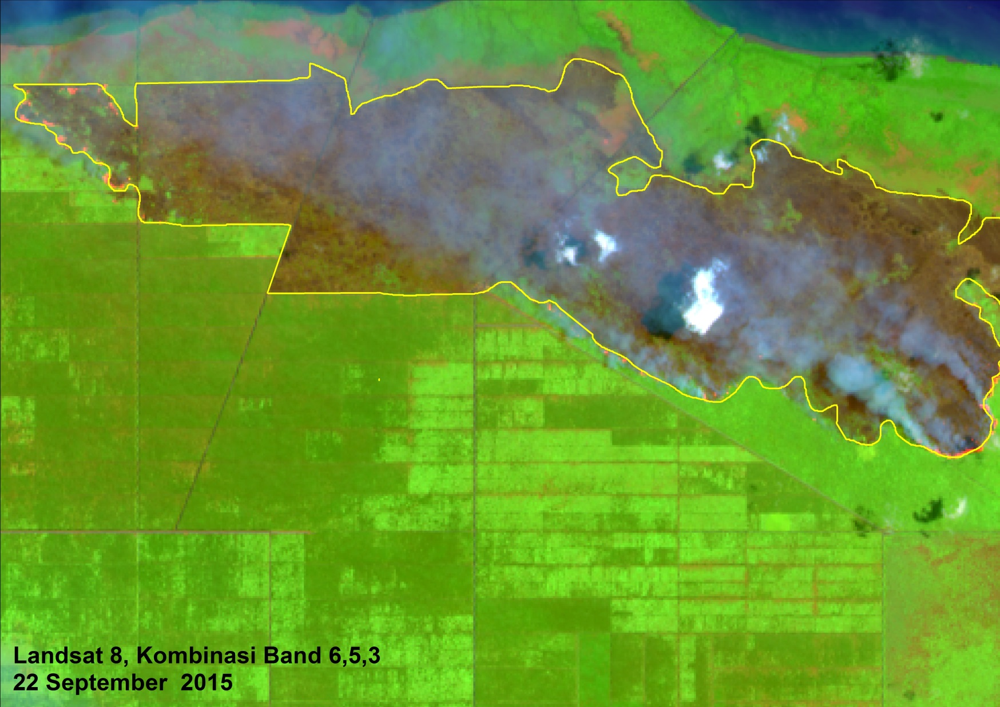 Landsat 8, Kombinasi Band 6,5,3
22 September  2015